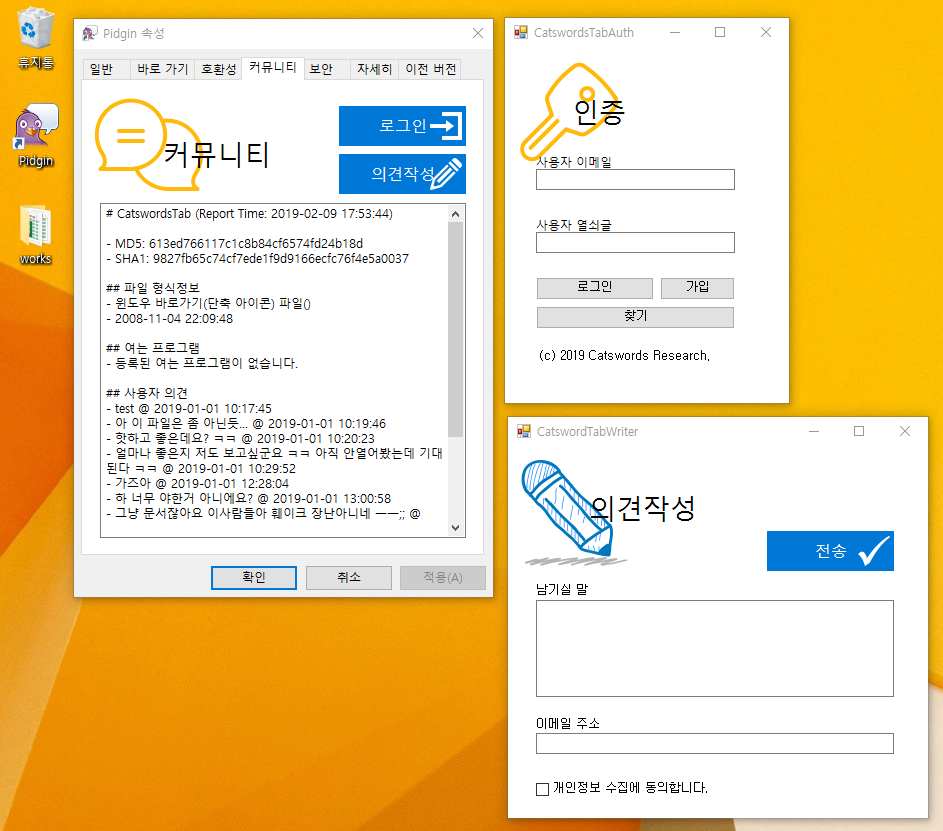 휴지통
Pidgin
works
Pidgin 속성
일반
바로 가기
호환성
커뮤니티
보안
자세히
이전 버전
커뮤니티
로그인
의견작성
# CatswordsTab (Report Time: 2019-02-09 17:53:44)
- MD5: 613ed766117c1c8b84cf6574fd24b18d
- SHA1: 9827fb65c74cf7ede1f9d9166ecfc76f4e5a0037
## 파일 형식정보
- 윈도우 바로가기(단축 아이콘) 파일()
- 2008-11-04 22:09:48
## 여는 프로그램
- 등록된 여는 프로그램이 없습니다.
## 사용자 의견
- test @ 2019-01-01 10:17:45
- 아 이 파일은 좀 아닌듯... @ 2019-01-01 10:19:46
- 핫하고 좋은데요? ㅋㅋ @ 2019-01-01 10:20:23
- 얼마나 좋은지 저도 보고싶군요 ㅋㅋ 아직 안열어봤는데 기대
된다 ㅋㅋ @ 2019-01-01 10:29:52
- 가즈아 @ 2019-01-01 12:28:04
- 하 너무 야한거 아니에요? @ 2019-01-01 13:00:58
- 그냥 문서잖아요 이사람들아 훼이크 장난아니네 ㅡㅡ;; @
확인
취소
적용(A)
CatswordsTabAuth
인증
사용자 이메일
사용자 열쇠글
로그인
가입
찾기
(c) 2019 Catswords Research.
CatswordTabWriter
의견작성
전송
남기실 말
이메일 주소
개인정보 수집에 동의합니다.